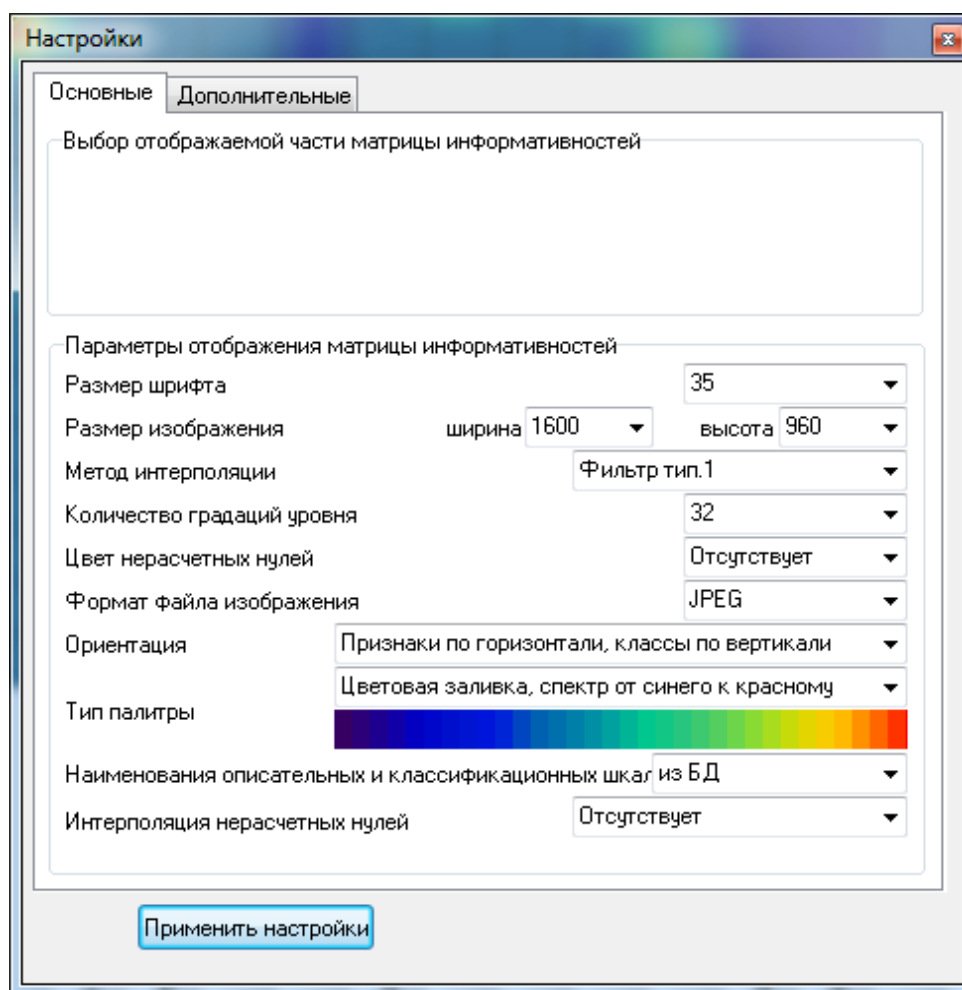 Настройки
Основные Дополнительные
Выбор отображаемой части матрицы информативностей
Параметры отображения матрицы информативностей
Размер шрифта 35
Размер изображения ширина 1600 высота 960
Метод интерполяции Фильтр тип.1
Количество градаций уровня 32
Цвет нерасчетных нулей Отсутствует
Формат файла изображения JPEG
Ориентация Признаки по горизонтали, классы по вертикали
Цветовая заливка, спектр от синего к красному
Тип палитры
Наименования описательных и классификационных шкал из БД
Интерполяция нерасчетных нулей Отсутствует
Применить настройки